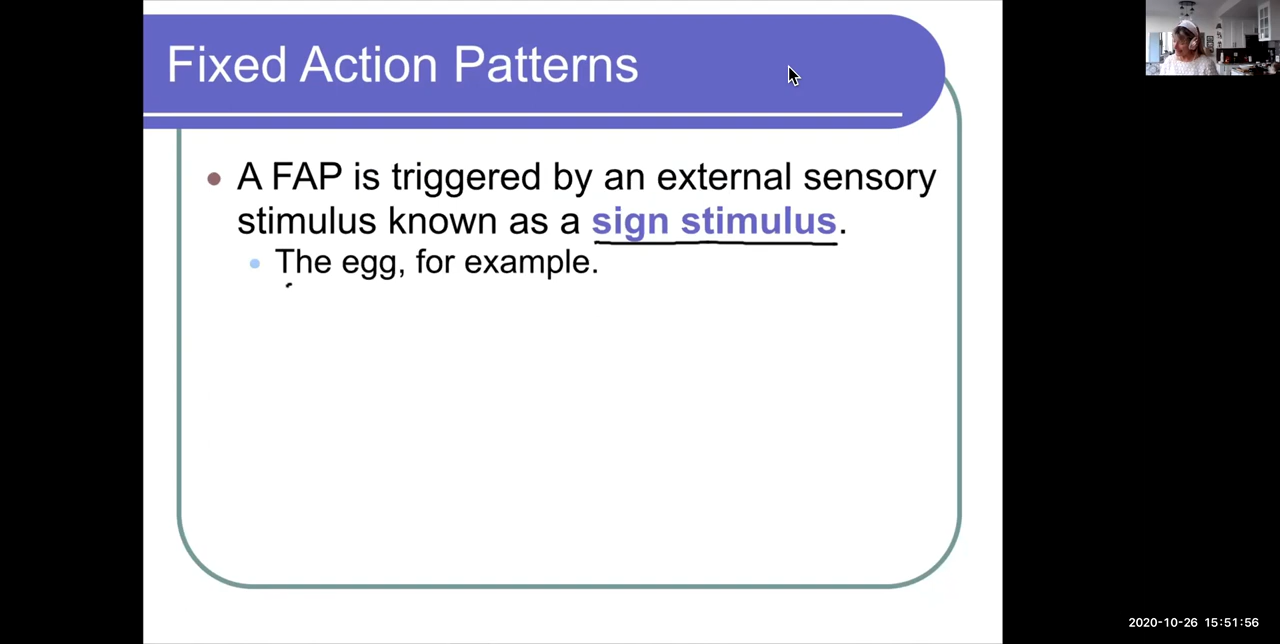 Fixed Action Patterns
A FAP is triggered by an external sensory
stimulus known as a sign stimulus.
The egg, for example.
2020-10-26 15:51:56